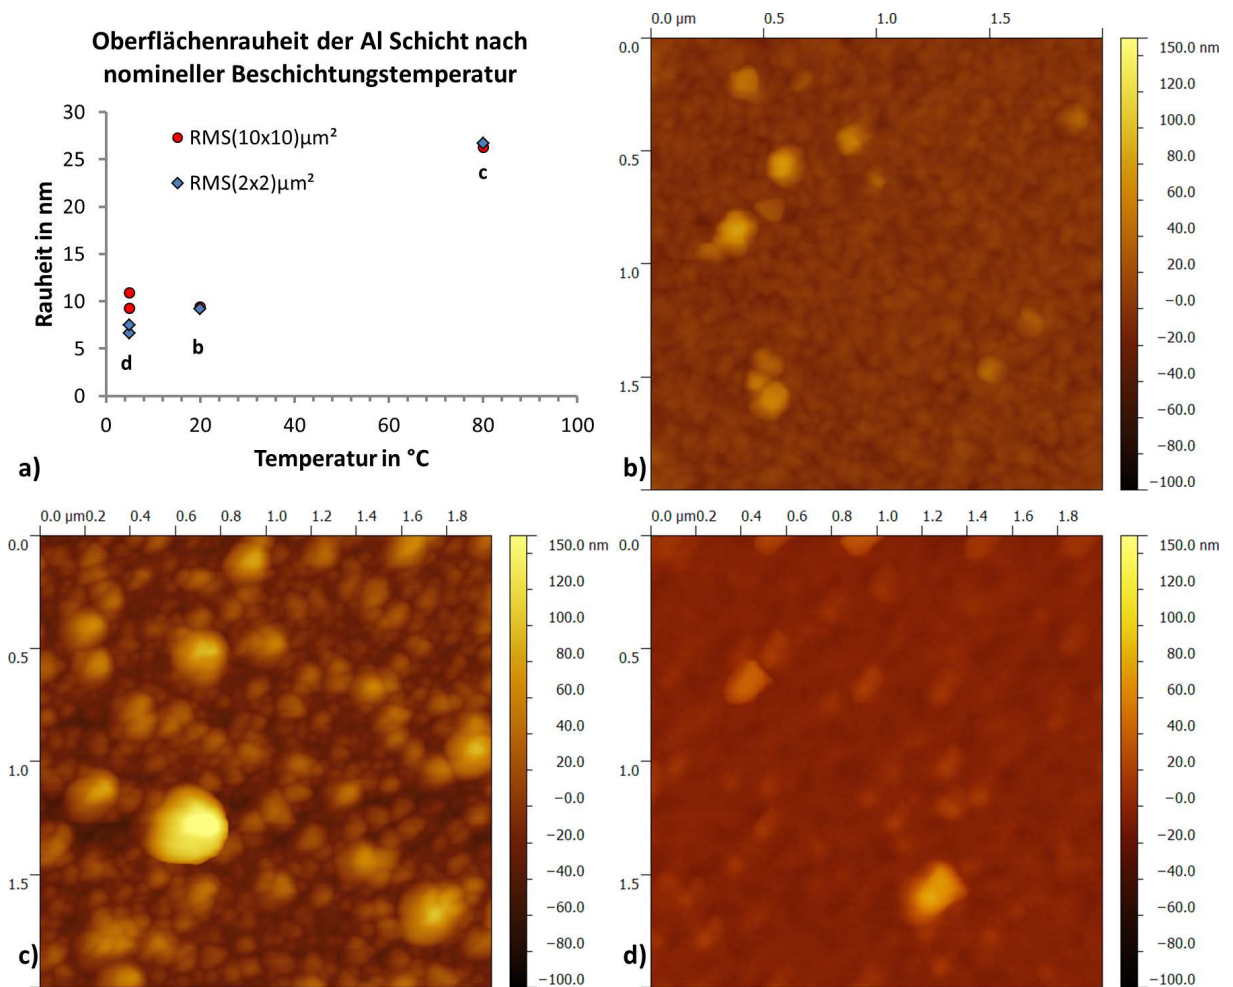 Oberflächenrauheit der Al Schicht nach
nomineller Beschichtungstemperatur
30
25
20
15
10
5
0
Rauheit in nm
RMS(10x10)µm²
RMS(2x2)µm²
c
b
d
0 20 40 60 80 100
Temperatur in °C
a)
0.0 µm 0.5 1.0 1.5
0.0
0.5
1.0
1.5
150.0 nm
120.0
100.0
80.0
60.0
40.0
20.0
−0.0
−20.0
−40.0
−60.0
−80.0
−100.0
b)
0.0 µm0.2 0.4 0.6 0.8 1.0 1.2 1.4 1.6 1.8
0.0
0.5
1.0
1.5
150.0 nm
120.0
100.0
80.0
60.0
40.0
20.0
−0.0
−20.0
−40.0
−60.0
−80.0
−100.0
c)
0.0 µm0.2 0.4 0.6 0.8 1.0 1.2 1.4 1.6 1.8
0.0
0.5
1.0
1.5
150.0 nm
120.0
100.0
80.0
60.0
40.0
20.0
−0.0
−20.0
−40.0
−60.0
−80.0
−100.0
d)